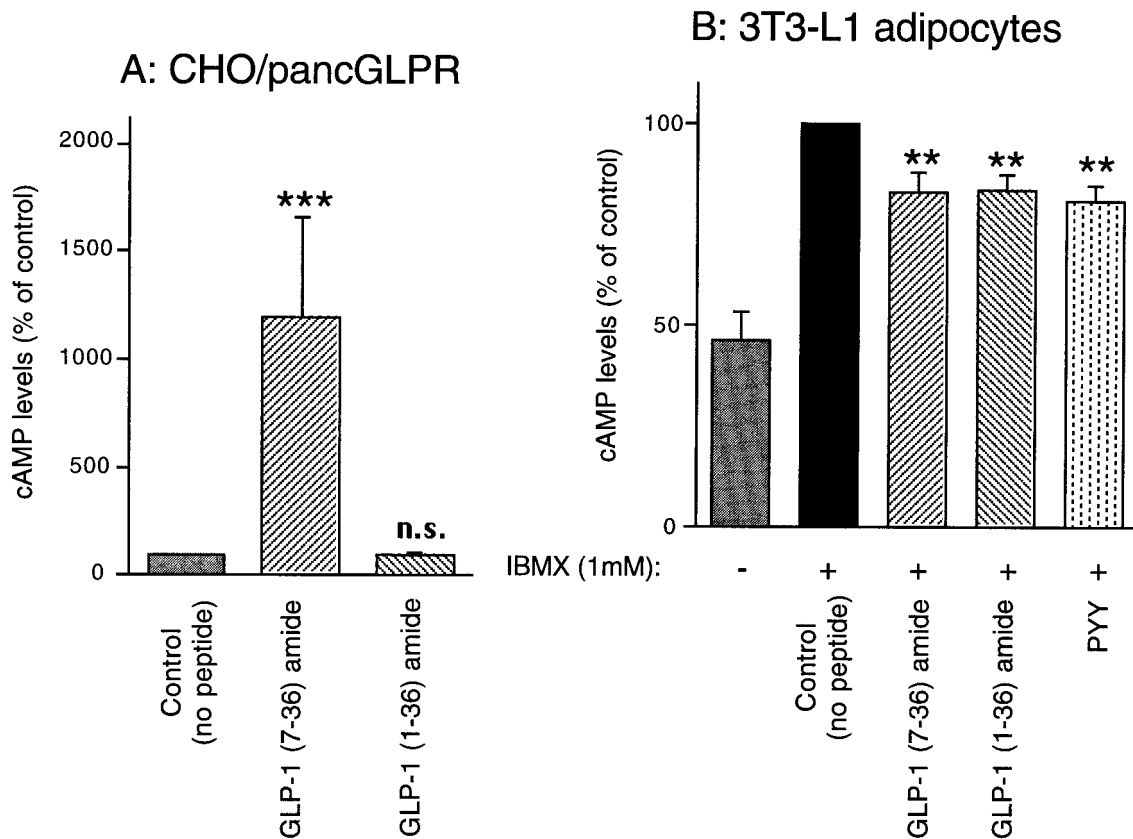 A: CHO/pancGLPR
cAMP levels (% of control)
2000
1500
1000
500
0
***
n.s.
Control
(no peptide)
GLP-1 (7-36) amide
GLP-1 (1-36) amide
B: 3T3-L1 adipocytes
cAMP levels (% of control)
100
50
0
**
**
**
IBMX (1mM): - + + + +
Control
(no peptide)
GLP-1 (7-36) amide
GLP-1 (1-36) amide
PYY